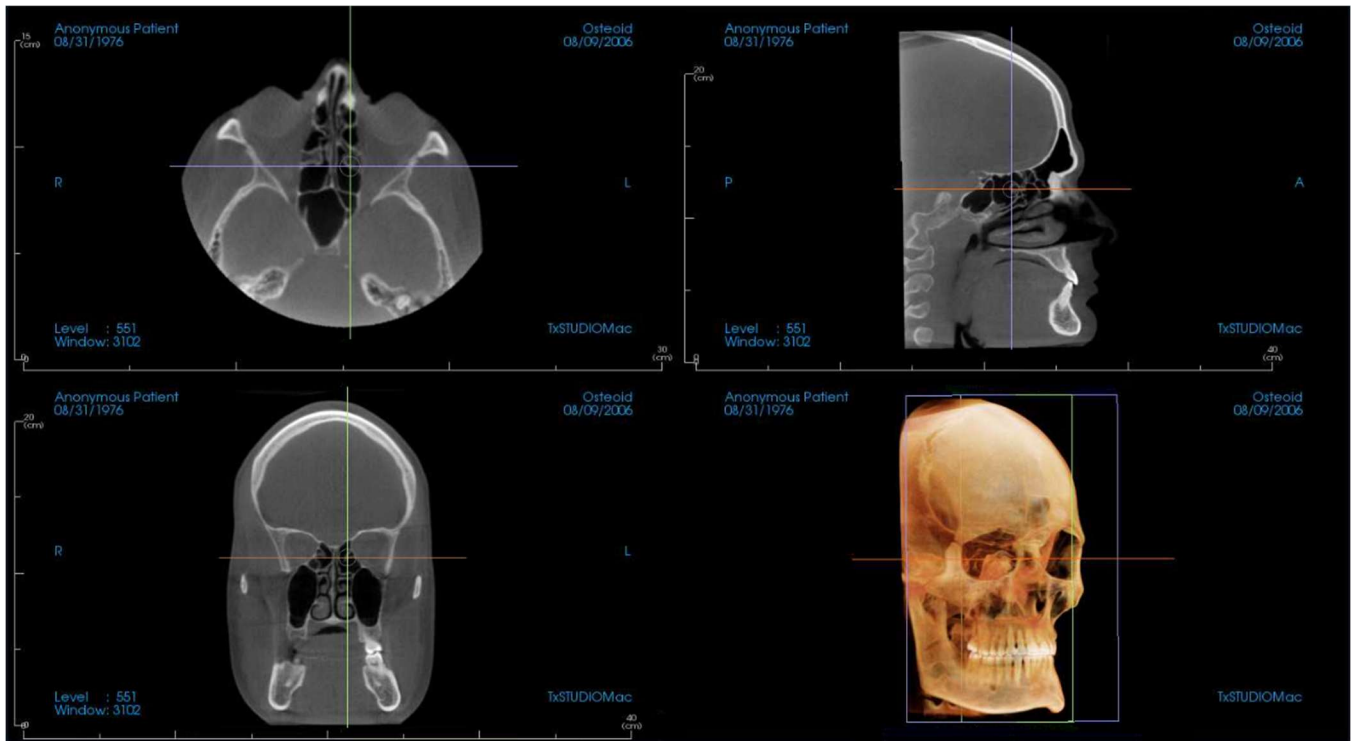 Anonymous Patient
08/31/1976
Osteoid
08/09/2006
15
(cm)
R
L
Level : 551
Window: 3102
TxSTUDIOMac
0
30
(cm)
Anonymous Patient
08/31/1976
Osteoid
08/09/2006
20
(cm)
P
A
Level : 551
Window: 3102
TxSTUDIOMac
0
40
(cm)
Anonymous Patient
08/31/1976
Osteoid
08/09/2006
20
(cm)
R
L
Level : 551
Window: 3102
TxSTUDIOMac
0
40
(cm)
Anonymous Patient
08/31/1976
Osteoid
08/09/2006
TxSTUDIOMac